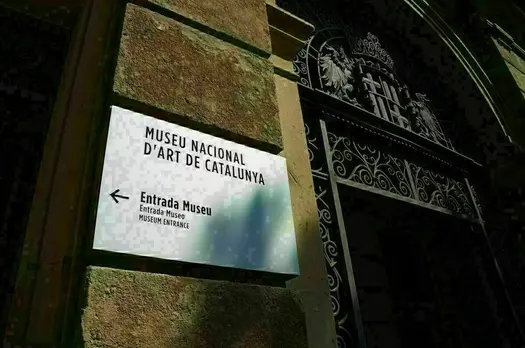 MUSEU NACIONAL
D'ART DE CATALUNYA
← Entrada Museu
Entrada Museo
MUSEUM ENTRANCE